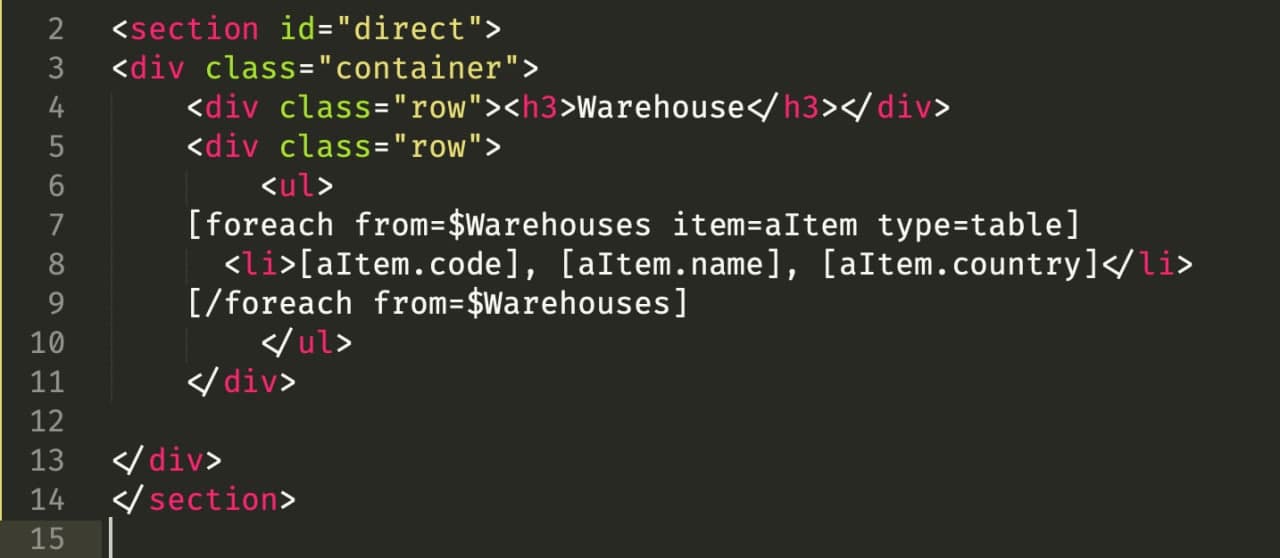 2 <section id="direct">
3 <div class="container">
4 <div class="row"><h3>Warehouse</h3></div>
5 <div class="row">
6 <ul>
7 [foreach from=$Warehouses item=aItem type=table]
8 <li>[aItem.code], [aItem.name], [aItem.country]</li>
9 [/foreach from=$Warehouses]
10 </ul>
11 </div>
12
13 </div>
14 </section>
15